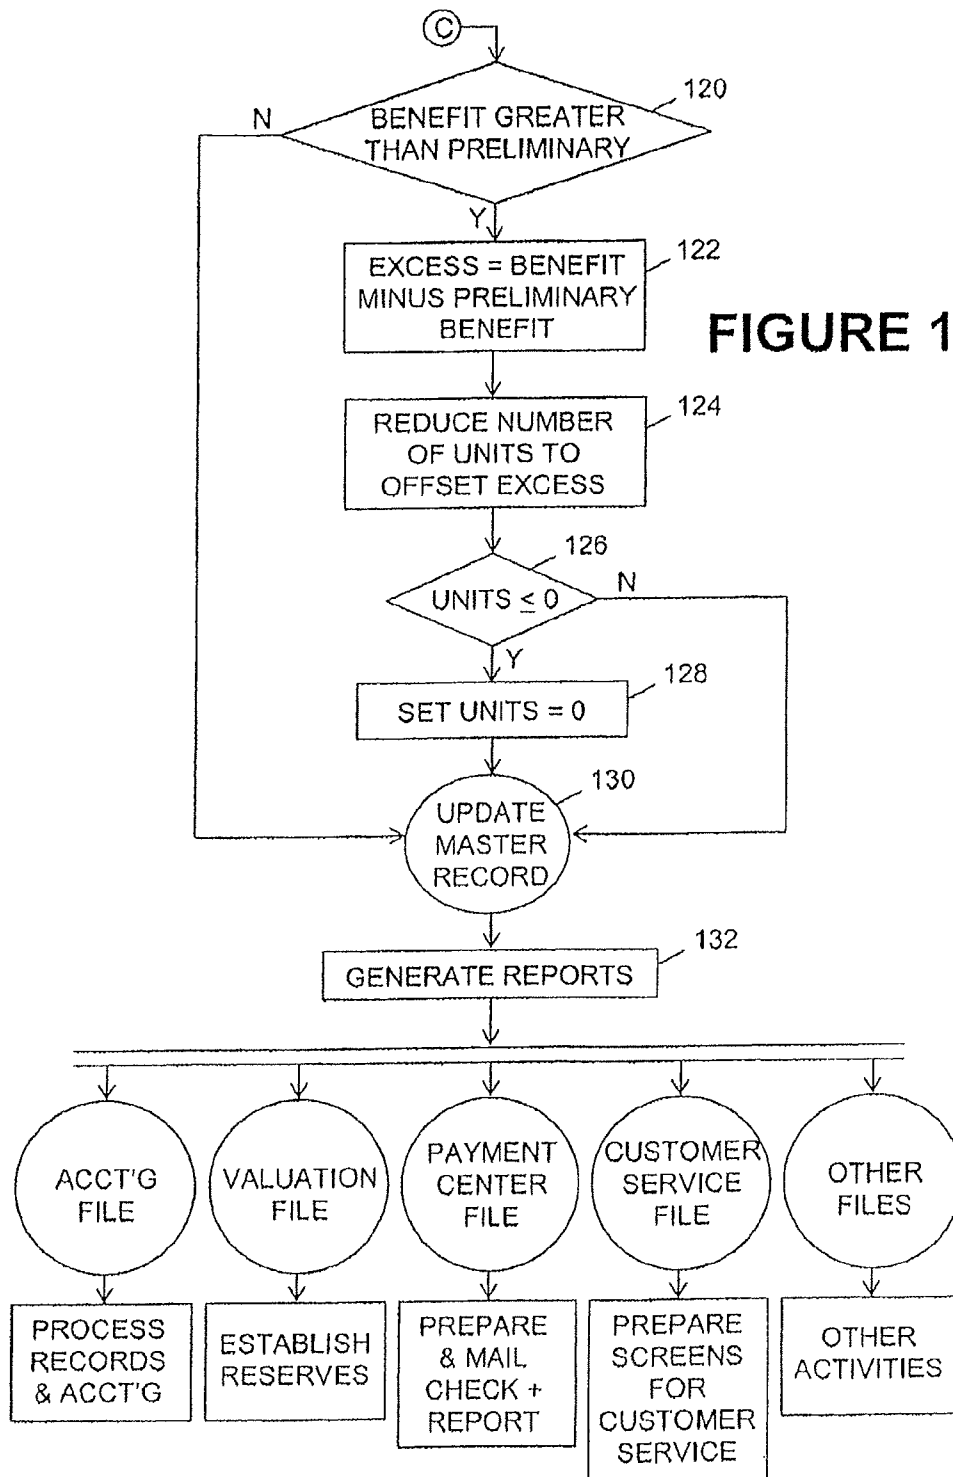 C
120
N
BENEFIT GREATER
THAN PRELIMINARY
Y
122
EXCESS = BENEFIT
MINUS PRELIMINARY
BENEFIT
FIGURE 1
124
REDUCE NUMBER
OF UNITS TO
OFFSET EXCESS
126
UNITS ≤ 0
N
Y
128
SET UNITS = 0
130
UPDATE
MASTER
RECORD
132
GENERATE REPORTS
ACCT'G
FILE
VALUATION
FILE
PAYMENT
CENTER
FILE
CUSTOMER
SERVICE
FILE
OTHER
FILES
PROCESS
RECORDS
& ACCT'G
ESTABLISH
RESERVES
PREPARE
& MAIL
CHECK +
REPORT
PREPARE
SCREENS
FOR
CUSTOMER
SERVICE
OTHER
ACTIVITIES